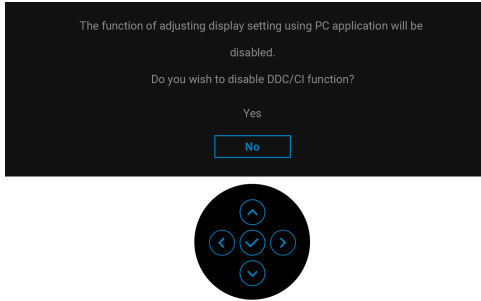 The function of adjusting display setting using PC application will be
disabled.
Do you wish to disable DDC/CI function?
Yes
No